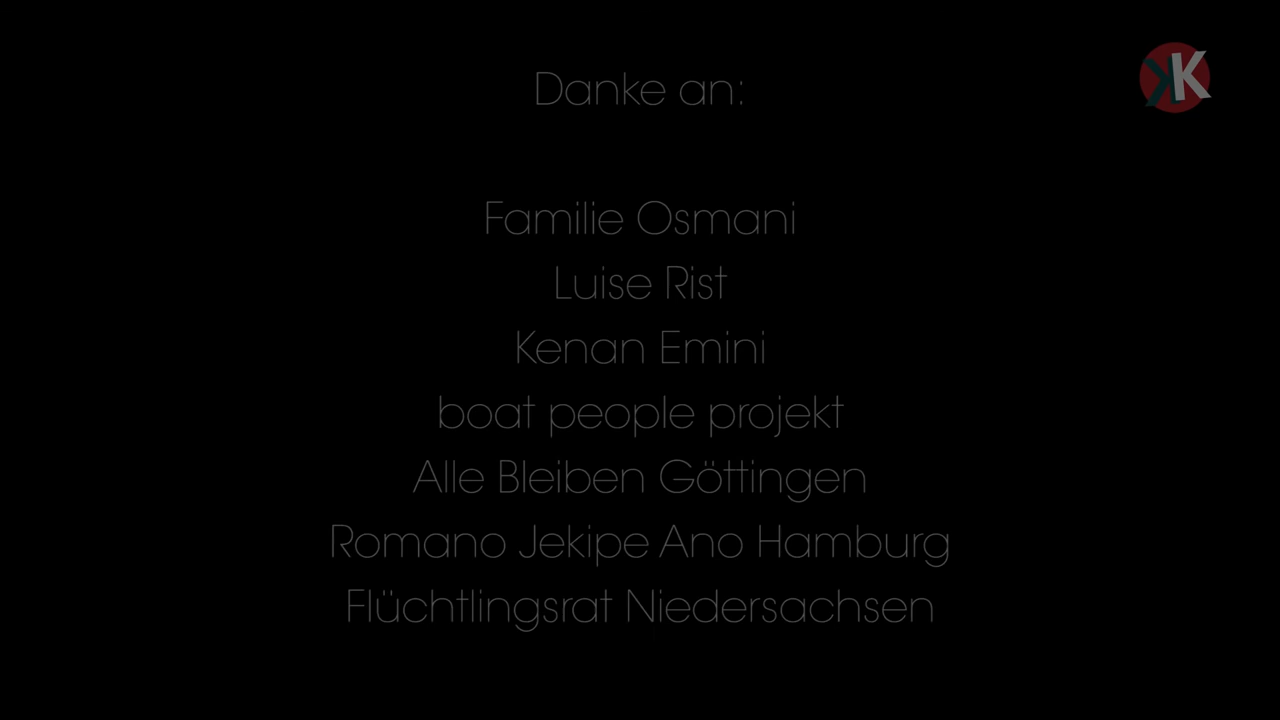 Danke an:
KK
Familie Osmani
Luise Rist
Kenan Emini
boat people projekt
Alle Bleiben Göttingen
Romano Jekipe Ano Hamburg
Flüchtlingsrat Niedersachsen